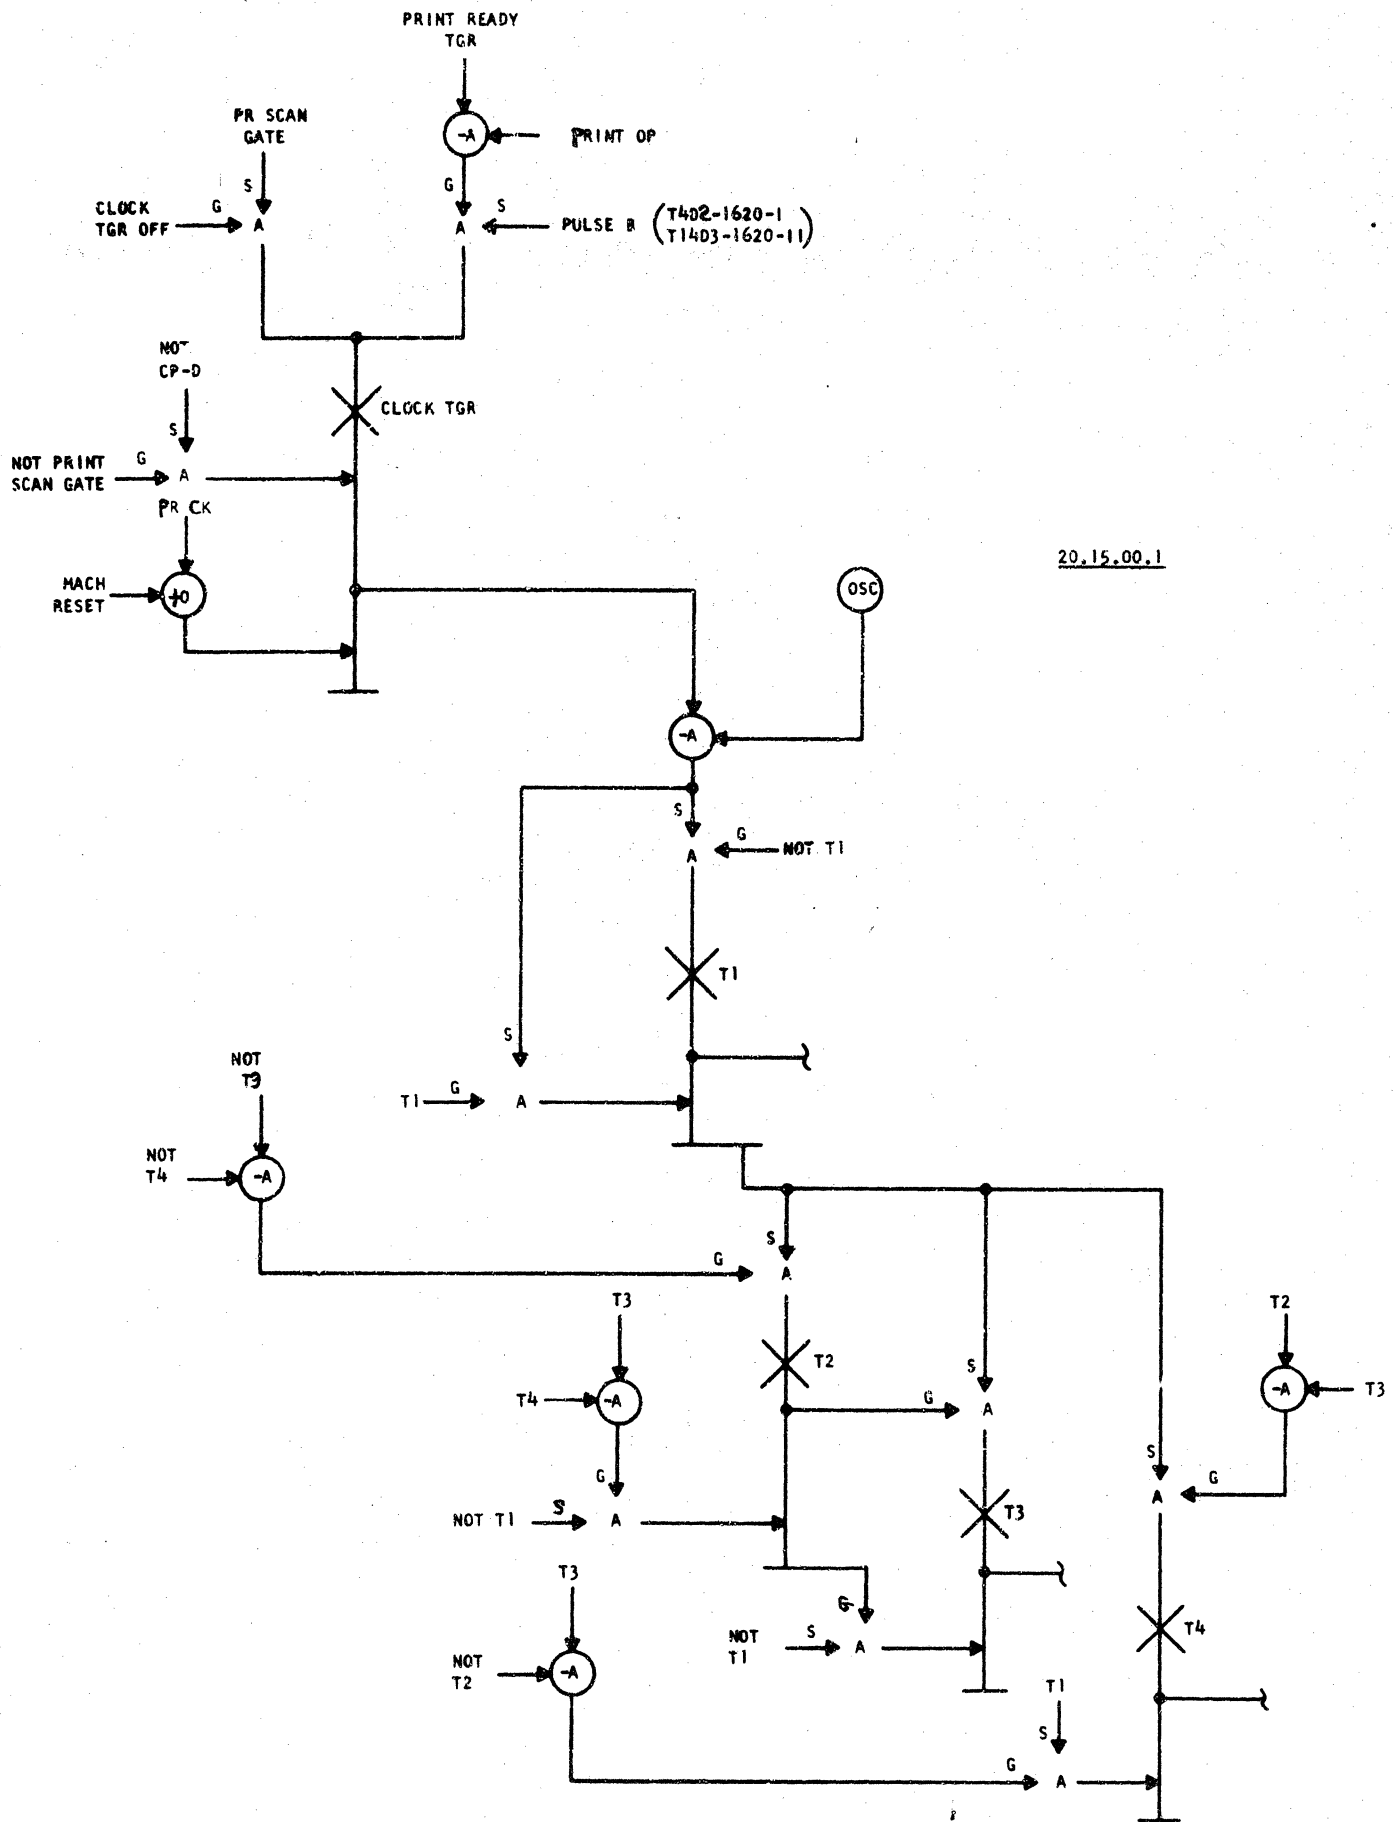 PRINT READY
TGR
PR SCAN
GATE
-A
PRINT OP
S
G
CLOCK
TGR OFF
G
A
A
S
PULSE B
(T4D2-1620-1
T14D3-1620-11)
NOT
CP-D
CLOCK TGR
S
NOT PRINT
SCAN GATE
G
A
PR CK
20.15.00.1
MACH
RESET
+O
OSC
-A
S
A
G
NOT T1
T1
S
NOT
T3
T1
G
A
NOT
T4
-A
S
G
A
T3
T2
T2
S
T4
-A
G
A
-A
T3
G
S
G
A
NOT T1
S
A
T3
T3
G
NOT
T1
S
A
T4
NOT
T2
-A
T1
S
G
A